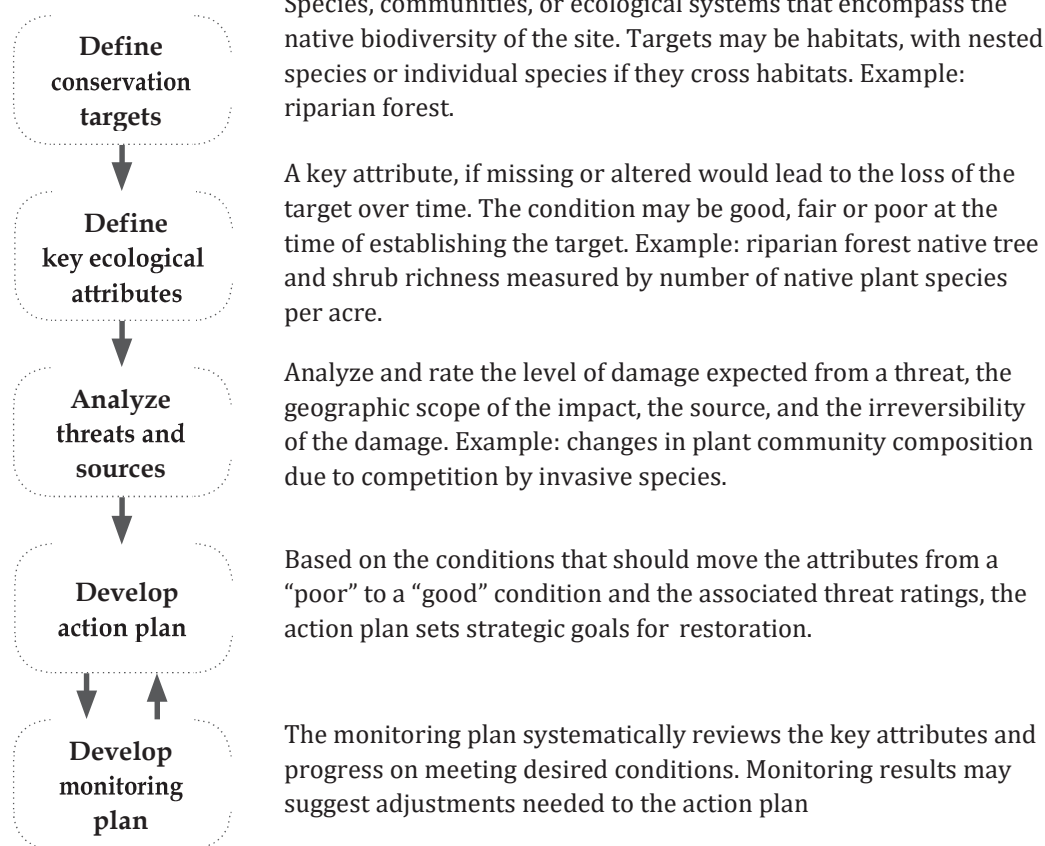 Define
conservation
targets
Species, communities, or ecological systems that encompass the
native biodiversity of the site. Targets may be habitats, with nested
species or individual species if they cross habitats. Example:
riparian forest.
Define
key ecological
attributes
A key attribute, if missing or altered would lead to the loss of the
target over time. The condition may be good, fair or poor at the
time of establishing the target. Example: riparian forest native tree
and shrub richness measured by number of native plant species
per acre.
Analyze
threats and
sources
Analyze and rate the level of damage expected from a threat, the
geographic scope of the impact, the source, and the irreversibility
of the damage. Example: changes in plant community composition
due to competition by invasive species.
Develop
action plan
Based on the conditions that should move the attributes from a
“poor” to a “good” condition and the associated threat ratings, the
action plan sets strategic goals for restoration.
Develop
monitoring
plan
The monitoring plan systematically reviews the key attributes and
progress on meeting desired conditions. Monitoring results may
suggest adjustments needed to the action plan